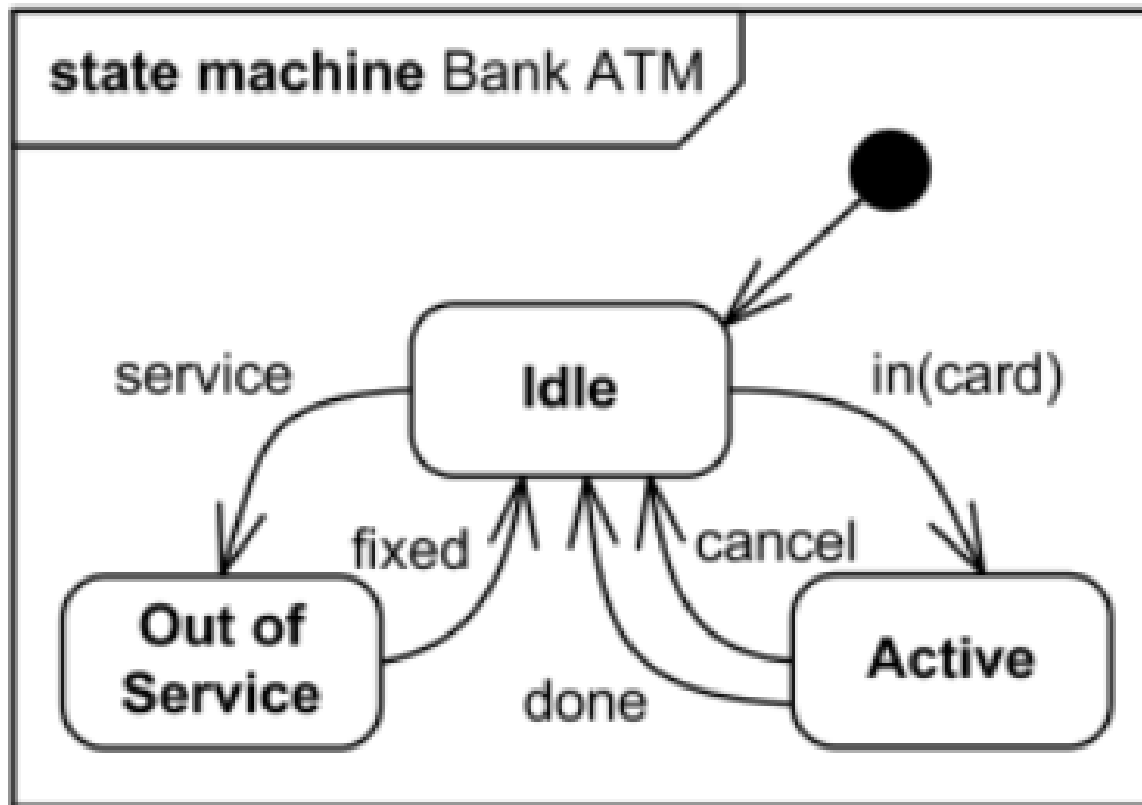 state machine Bank ATM
service
Idle
in(card)
fixed
cancel
Out of
Service
done
Active